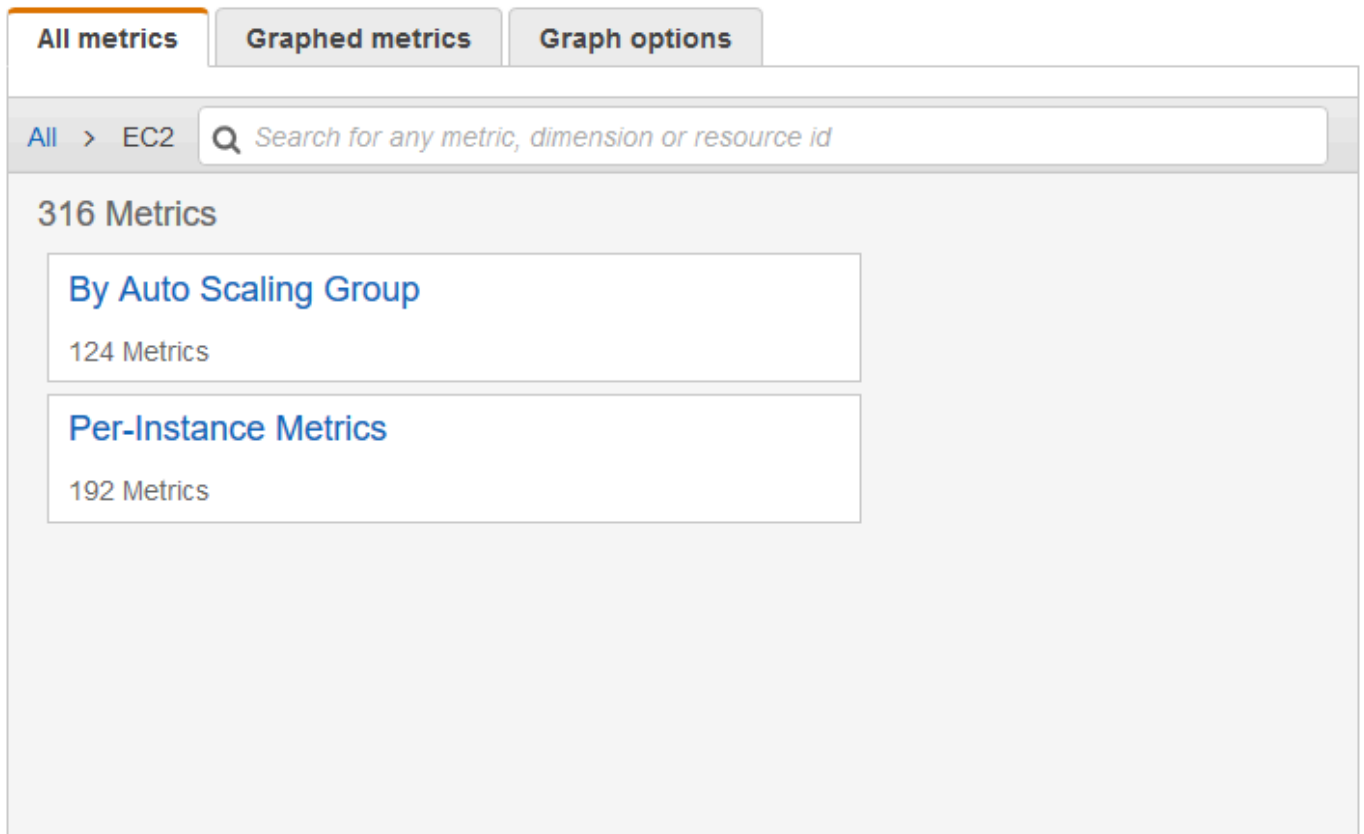 All metrics Graphed metrics Graph options
All > EC2 Search for any metric, dimension or resource id
316 Metrics
By Auto Scaling Group
124 Metrics
Per-Instance Metrics
192 Metrics